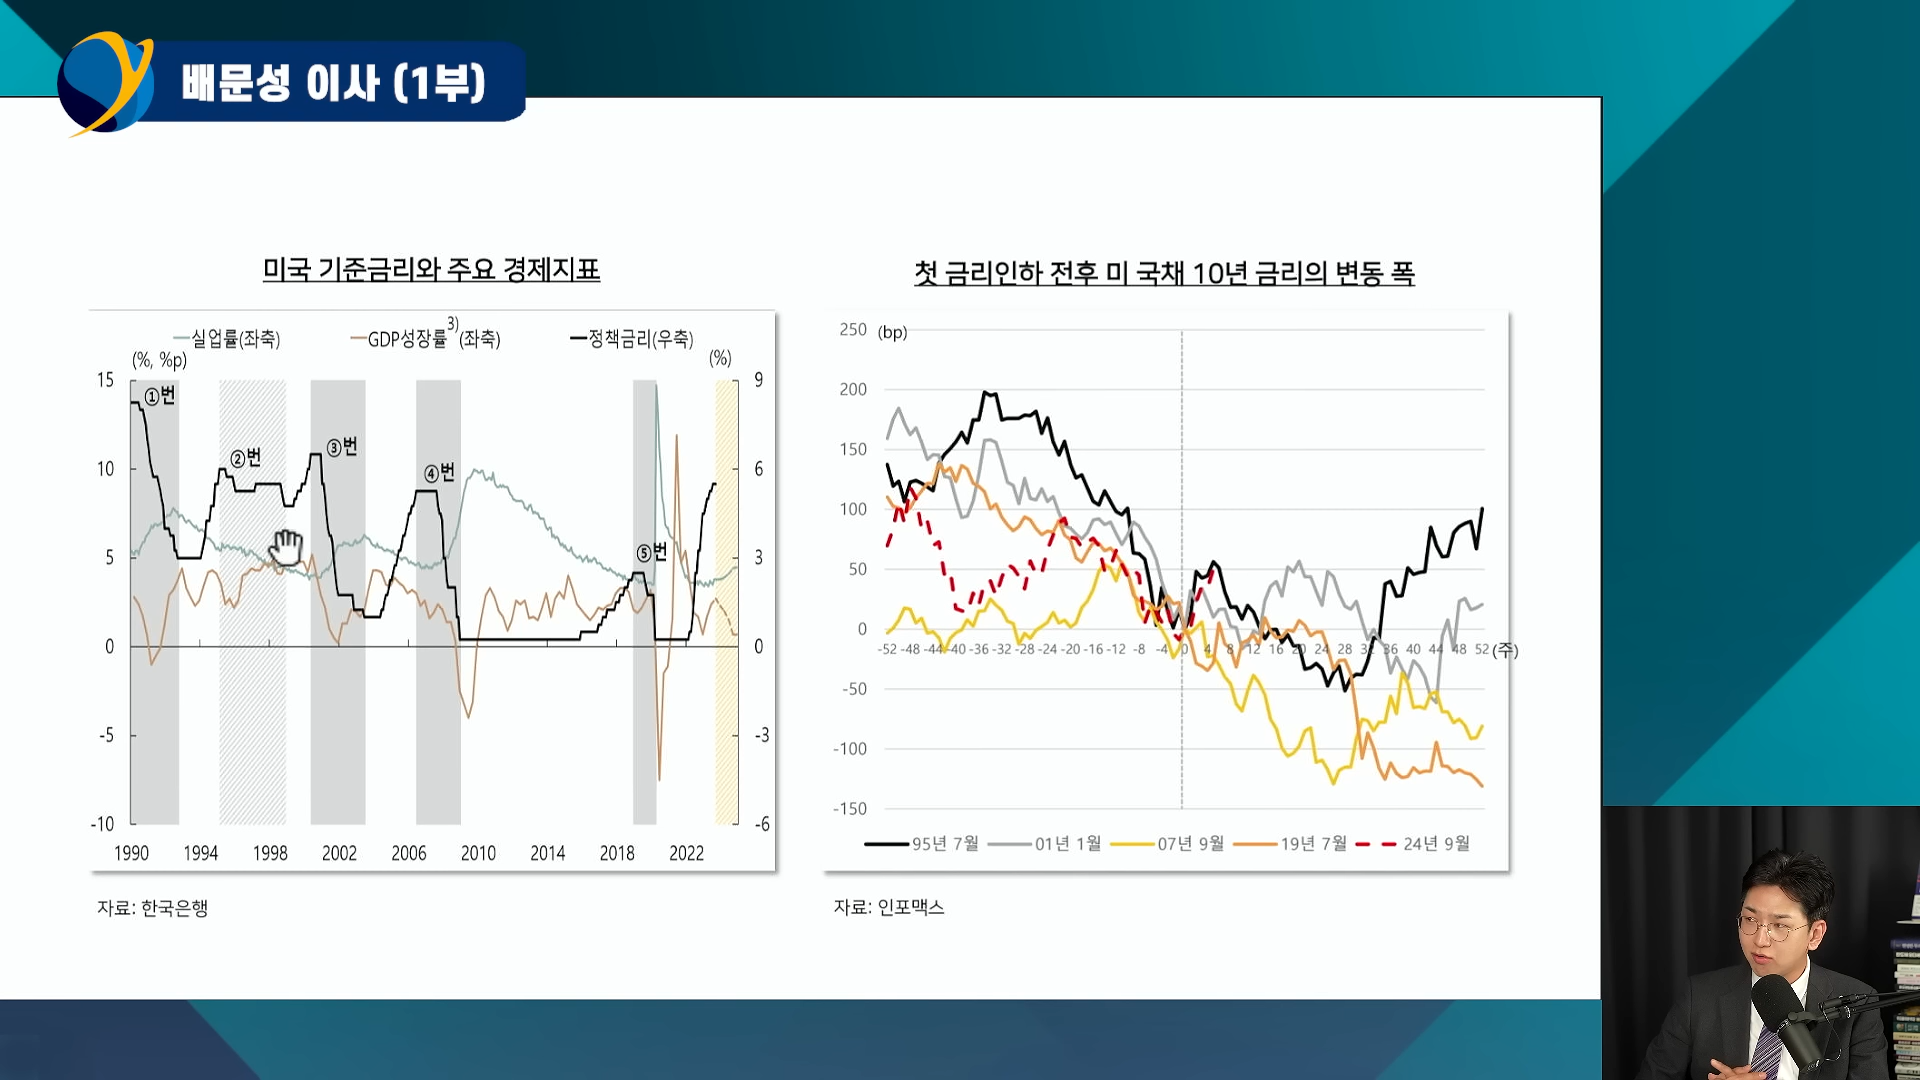 배문성 이사 (1부)
미국 기준금리와 주요 경제지표
실업률(좌축) GDP성장률3)(좌축) 정책금리(우축)
(%, %p) (%)
15 9
①번
②번
③번
10 6
④번
5 3
⑤번
0 0
-5 -3
-10 -6
1990 1994 1998 2002 2006 2010 2014 2018 2022
자료: 한국은행
첫 금리인하 전후 미 국채 10년 금리의 변동 폭
250 (bp)
200
150
100
50
0
-52 -48 -44 -40 -36 -32 -28 -24 -20 -16 -12 -8 -4 0 4 8 12 16 20 24 28 32 36 40 44 48 52 (주)
-50
-100
-150
95년 7월 01년 1월 07년 9월 19년 7월 24년 9월
자료: 인포맥스